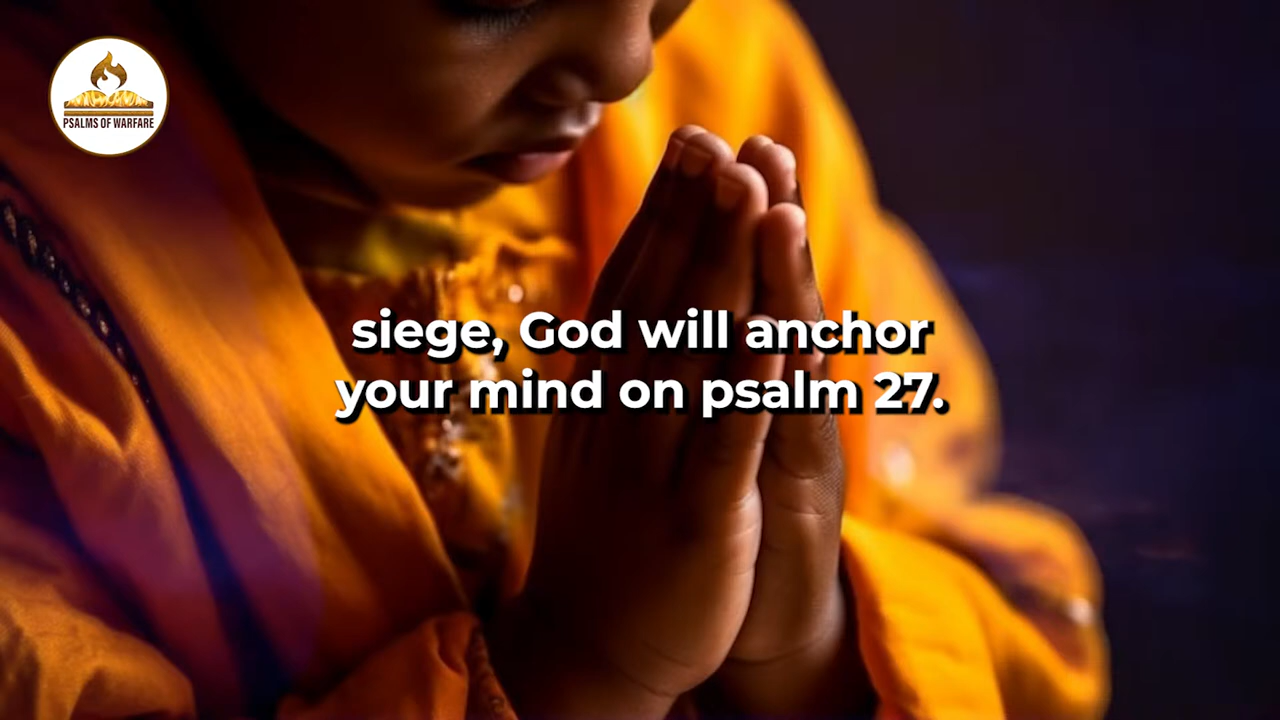 PSALMS OF WARFARE
siege, God will anchor
your mind on psalm 27.